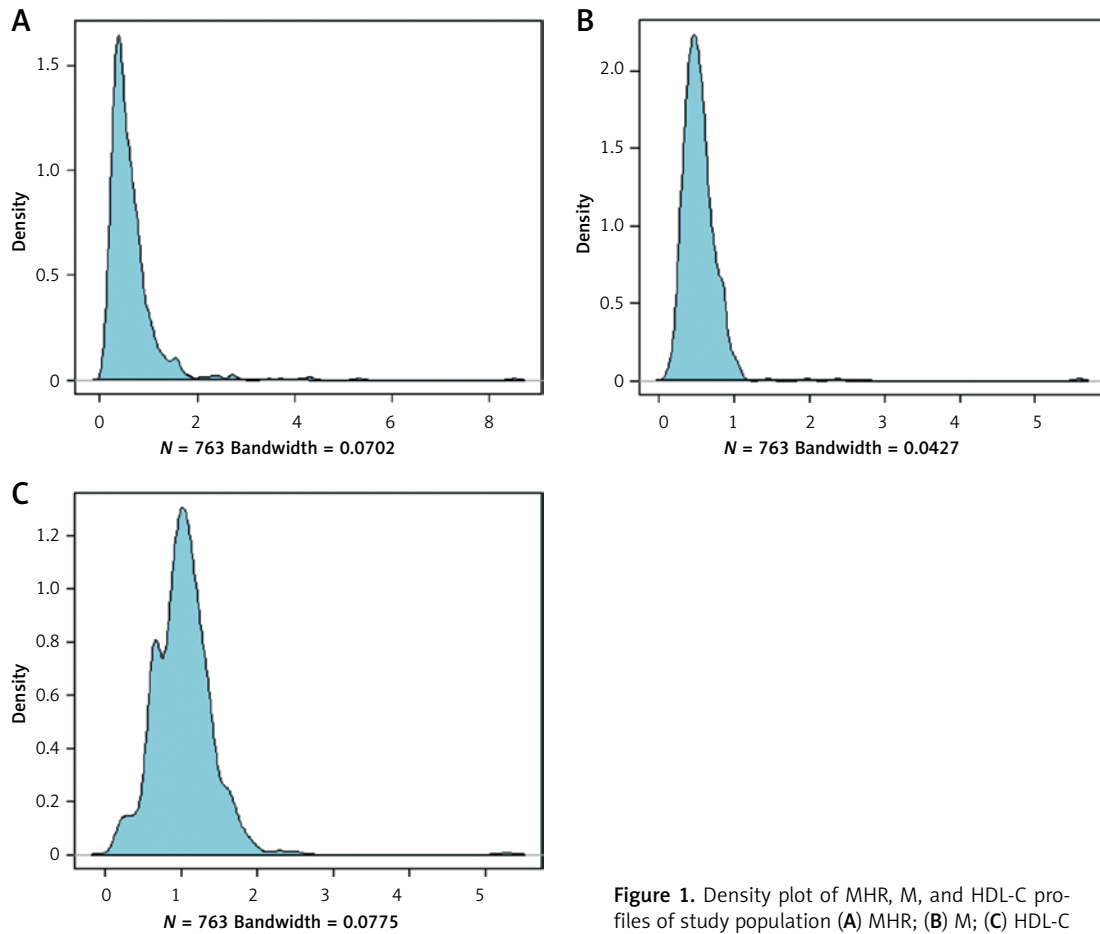 A
Density
1.5
1.0
0.5
0
0 2 4 6 8
N = 763 Bandwidth = 0.0702
B
Density
2.0
1.5
1.0
0.5
0
0 1 2 3 4 5
N = 763 Bandwidth = 0.0427
C
Density
1.2
1.0
0.8
0.6
0.4
0.2
0
0 1 2 3 4 5
N = 763 Bandwidth = 0.0775
Figure 1. Density plot of MHR, M, and HDL-C pro-
files of study population (A) MHR; (B) M; (C) HDL-C